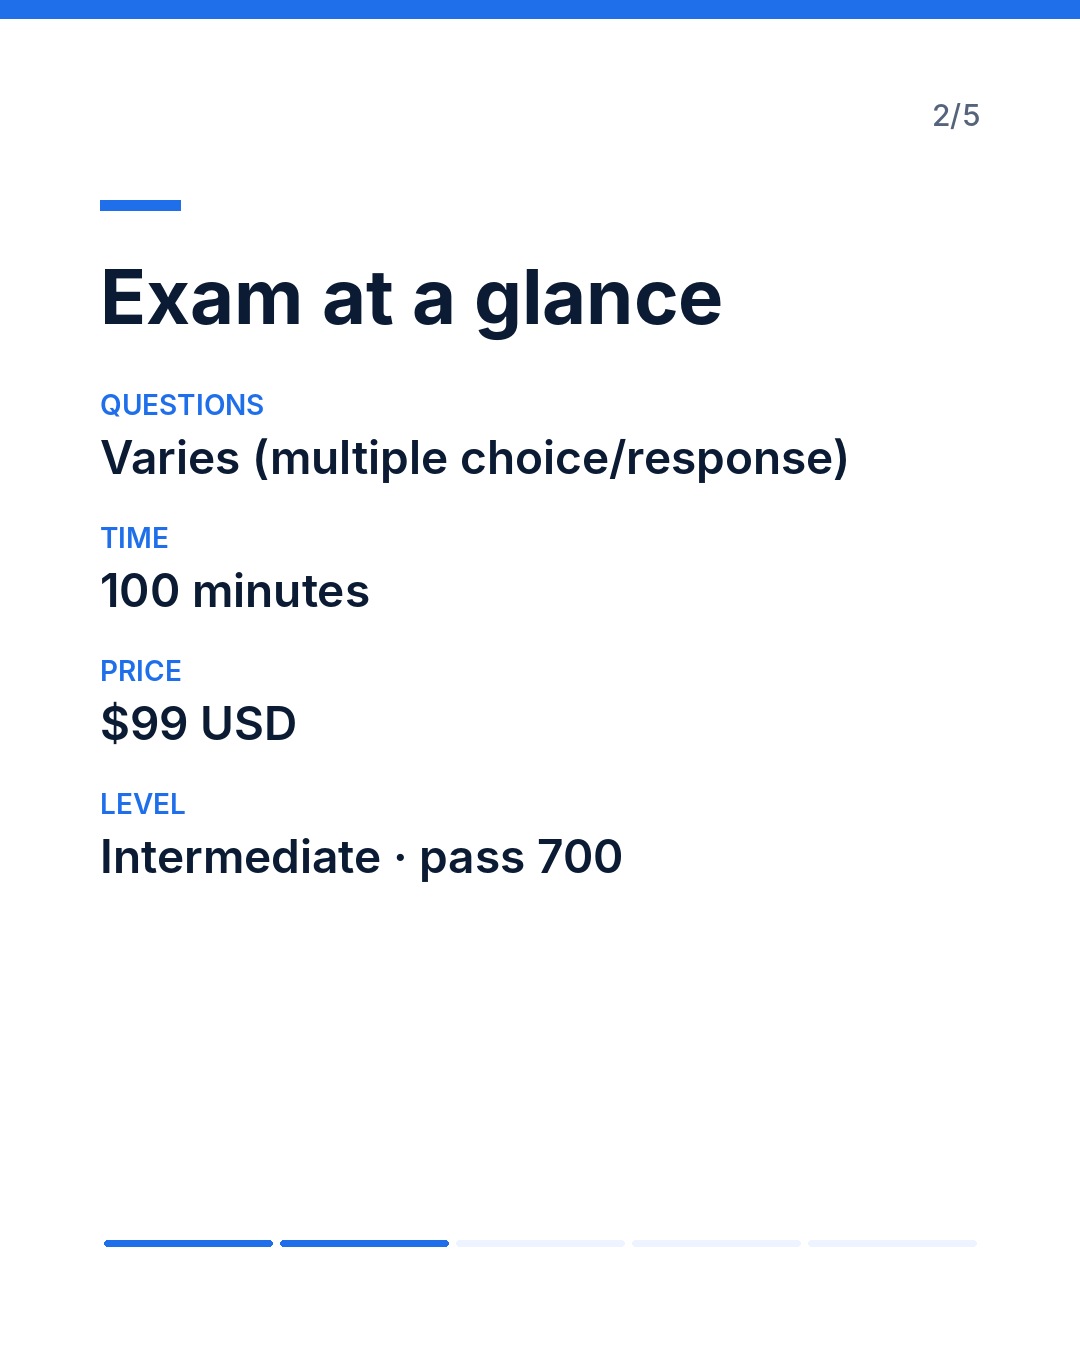 2/5
Exam at a glance
QUESTIONS
Varies (multiple choice/response)
TIME
100 minutes
PRICE
$99 USD
LEVEL
Intermediate · pass 700